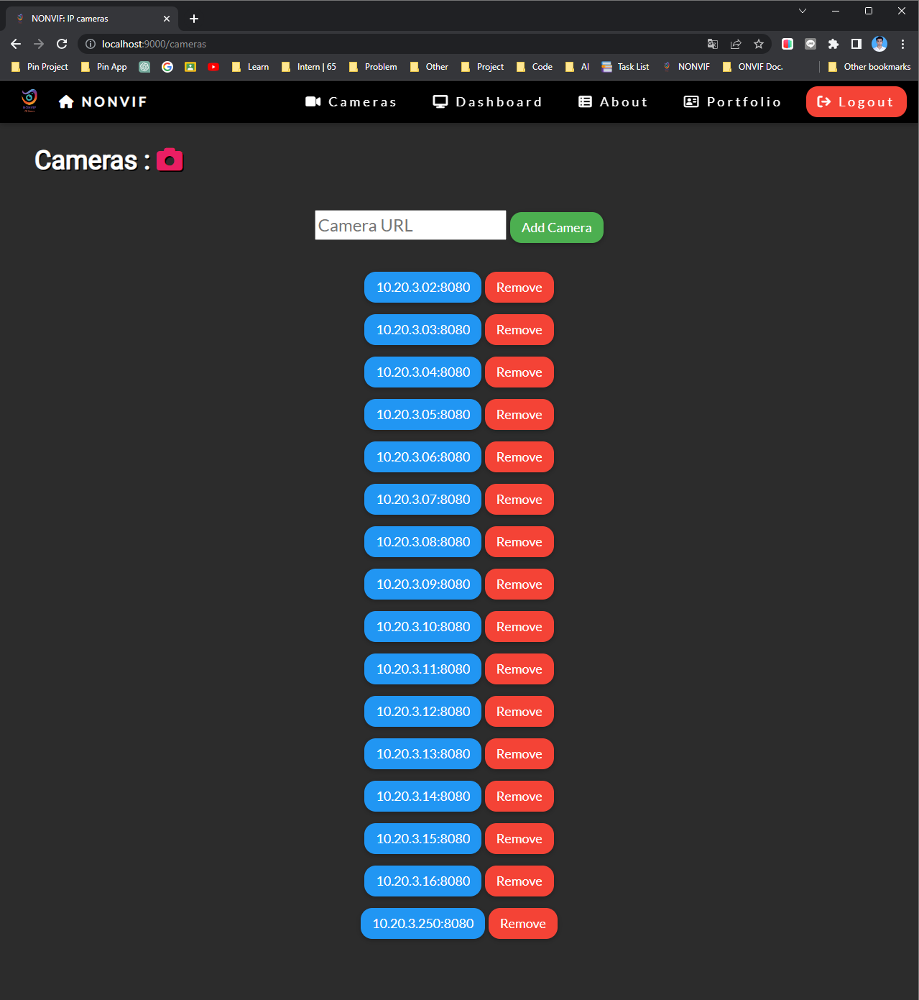 NONVIF: IP cameras
localhost:9000/cameras
Pin Project Pin App Learn Intern | 65 Problem Other Project Code AI Task List NONVIF ONVIF Doc. Other bookmarks
NONVIF Cameras Dashboard About Portfolio Logout
Cameras :
Camera URL Add Camera
10.20.3.02:8080 Remove
10.20.3.03:8080 Remove
10.20.3.04:8080 Remove
10.20.3.05:8080 Remove
10.20.3.06:8080 Remove
10.20.3.07:8080 Remove
10.20.3.08:8080 Remove
10.20.3.09:8080 Remove
10.20.3.10:8080 Remove
10.20.3.11:8080 Remove
10.20.3.12:8080 Remove
10.20.3.13:8080 Remove
10.20.3.14:8080 Remove
10.20.3.15:8080 Remove
10.20.3.16:8080 Remove
10.20.3.250:8080 Remove